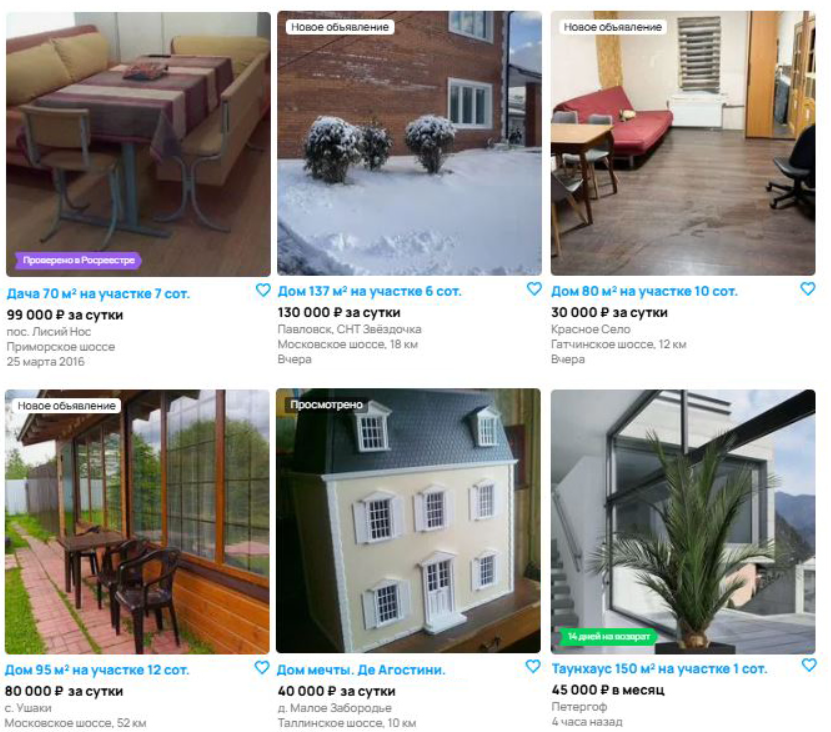 Новое объявление
Новое объявление
Проверено в Росреестре
Дача 70 м² на участке 7 сот.
99 000 ₽ за сутки
пос. Лисий Нос
Приморское шоссе
25 марта 2016
Дом 137 м² на участке 6 сот.
130 000 ₽ за сутки
Павловск, СНТ Звёздочка
Московское шоссе, 18 км
Вчера
Дом 80 м² на участке 10 сот.
30 000 ₽ за сутки
Красное Село
Гатчинское шоссе, 12 км
Вчера
Новое объявление
Просмотрено
14 дней на возврат
Дом 95 м² на участке 12 сот.
80 000 ₽ за сутки
с. Ушаки
Московское шоссе, 52 км
Дом мечты. Де Агостини.
40 000 ₽ за сутки
д. Малое Забородье
Таллинское шоссе, 10 км
Таунхаус 150 м² на участке 1 сот.
45 000 ₽ в месяц
Петергоф
4 часа назад